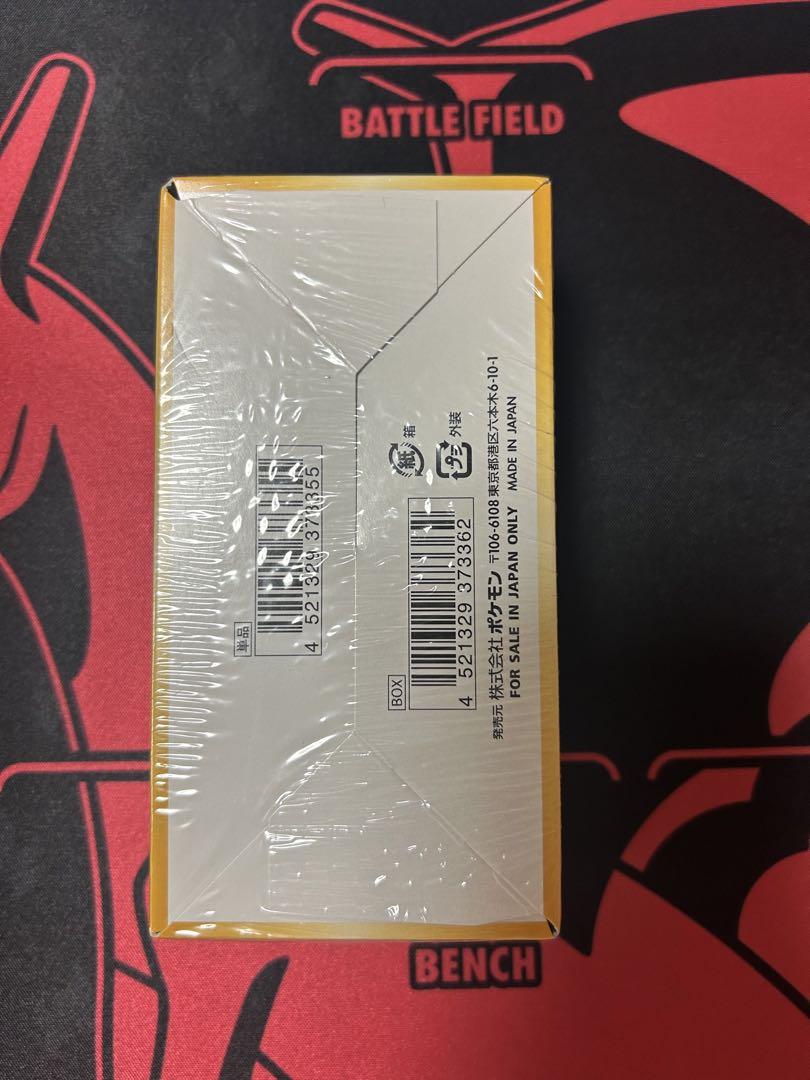 BATTLE FIELD
単品
4 521329 373355
紙
箱
プラ
外装
BOX
4 521329 373362
発売元 株式会社ポケモン 〒106-6108 東京都港区六本木6-10-1
FOR SALE IN JAPAN ONLY MADE IN JAPAN
BENCH